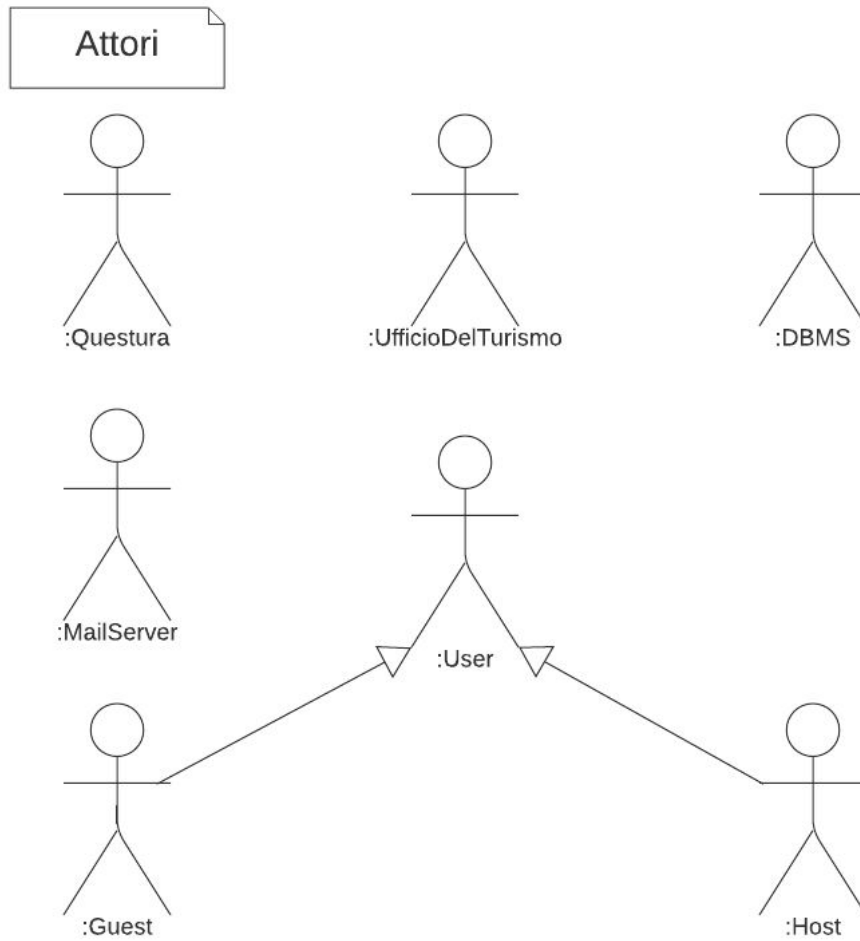 Attori
:Questura
:UfficioDelTurismo
:DBMS
:MailServer
:User
:Guest
:Host